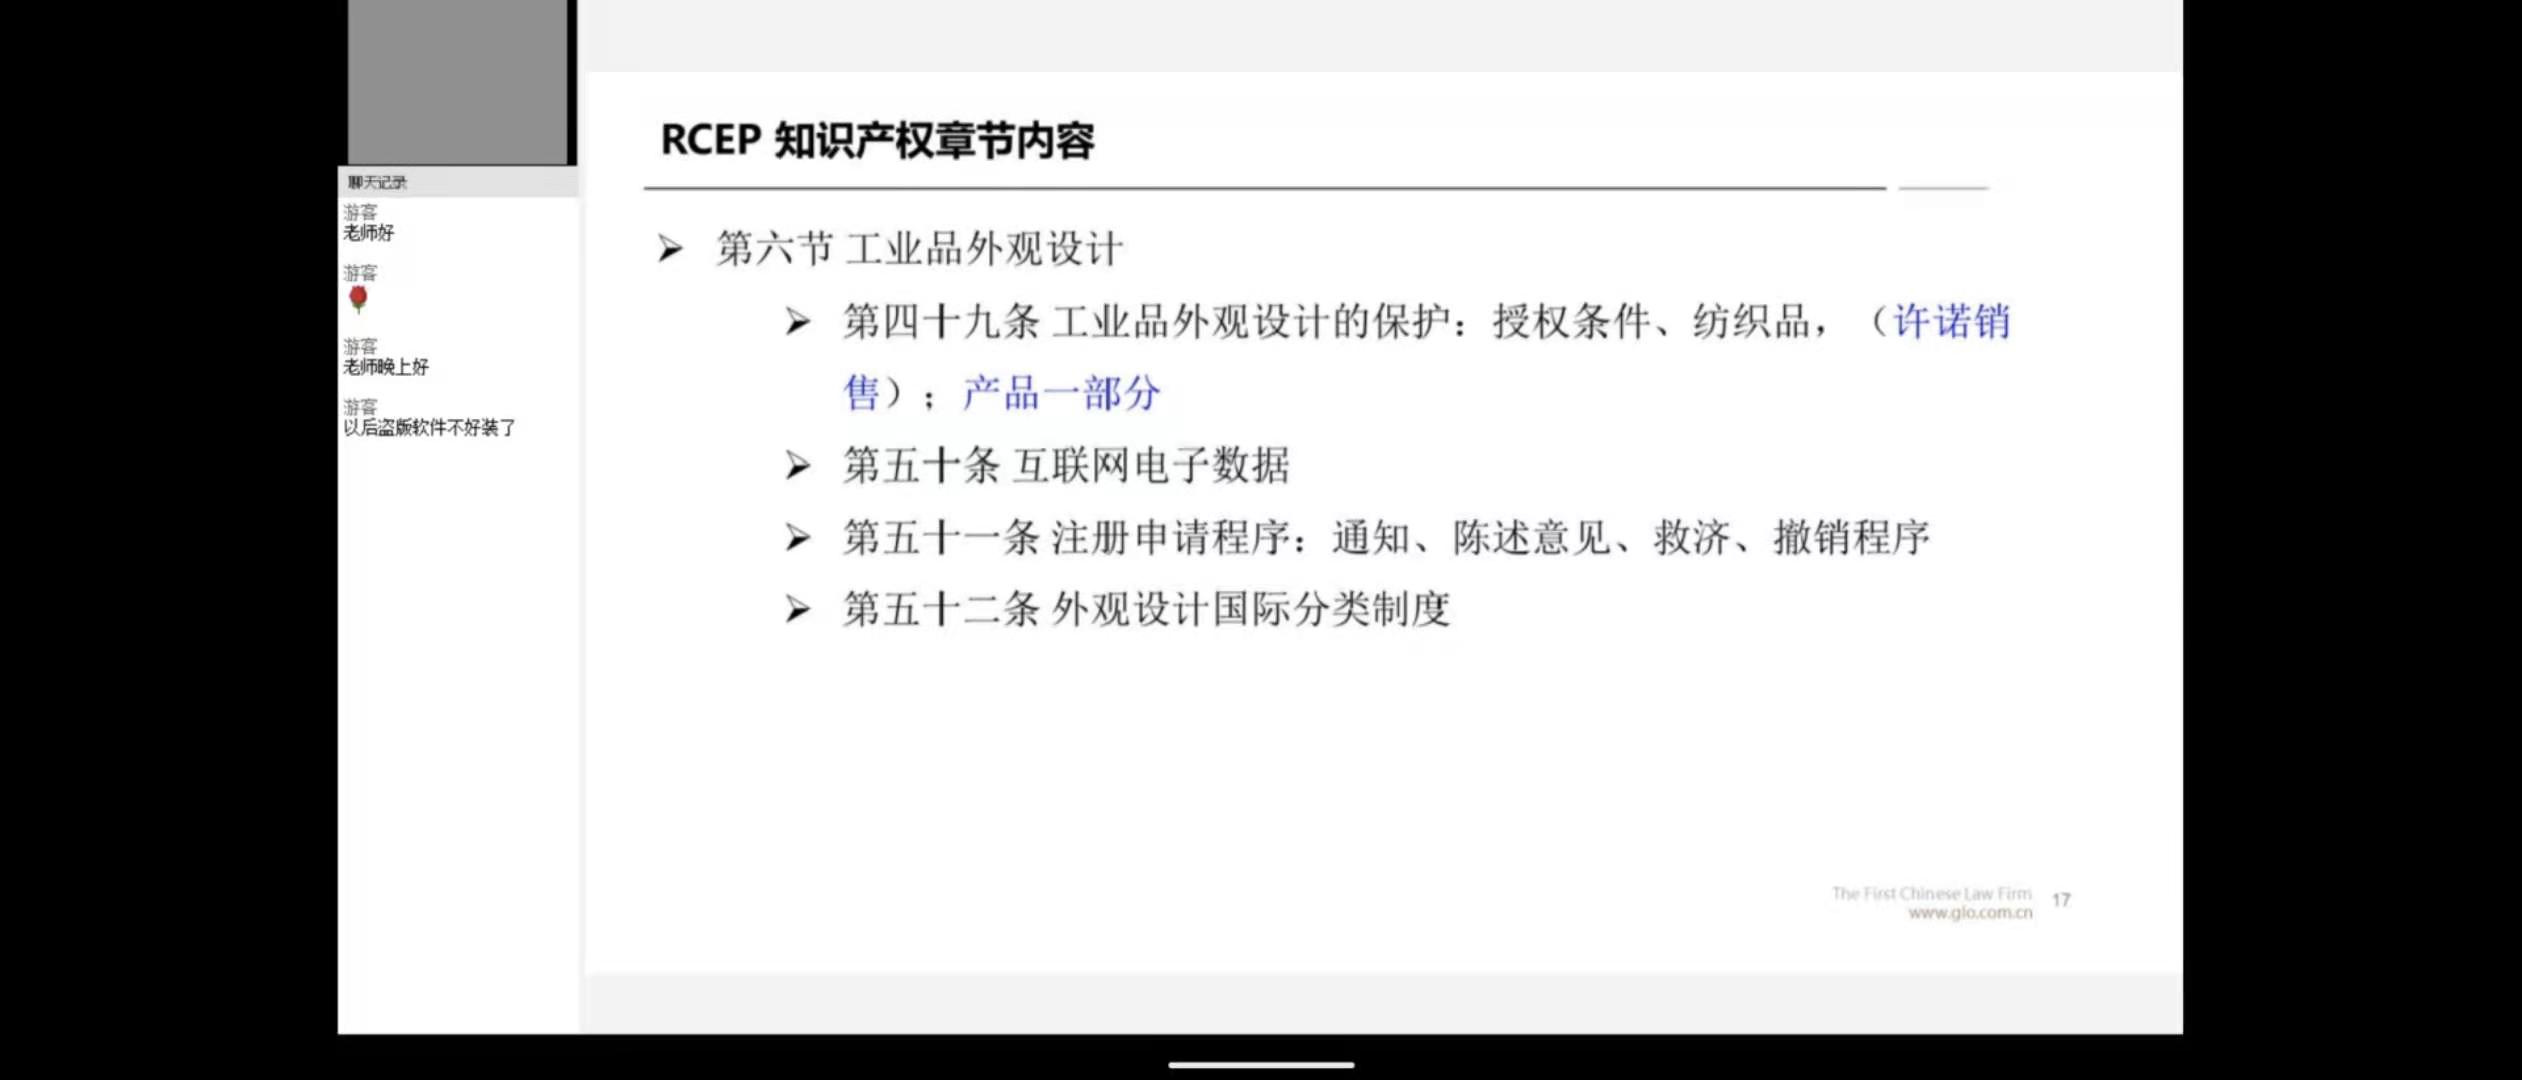 聊天记录
游客
老师好
游客
游客
老师晚上好
游客
以后盗版软件不好装了
RCEP 知识产权章节内容
➢ 第六节 工业品外观设计
➢ 第四十九条 工业品外观设计的保护：授权条件、纺织品，（许诺销
售）；产品一部分
➢ 第五十条 互联网电子数据
➢ 第五十一条 注册申请程序：通知、陈述意见、救济、撤销程序
➢ 第五十二条 外观设计国际分类制度
The First Chinese Law Firm
www.glo.com.cn
17